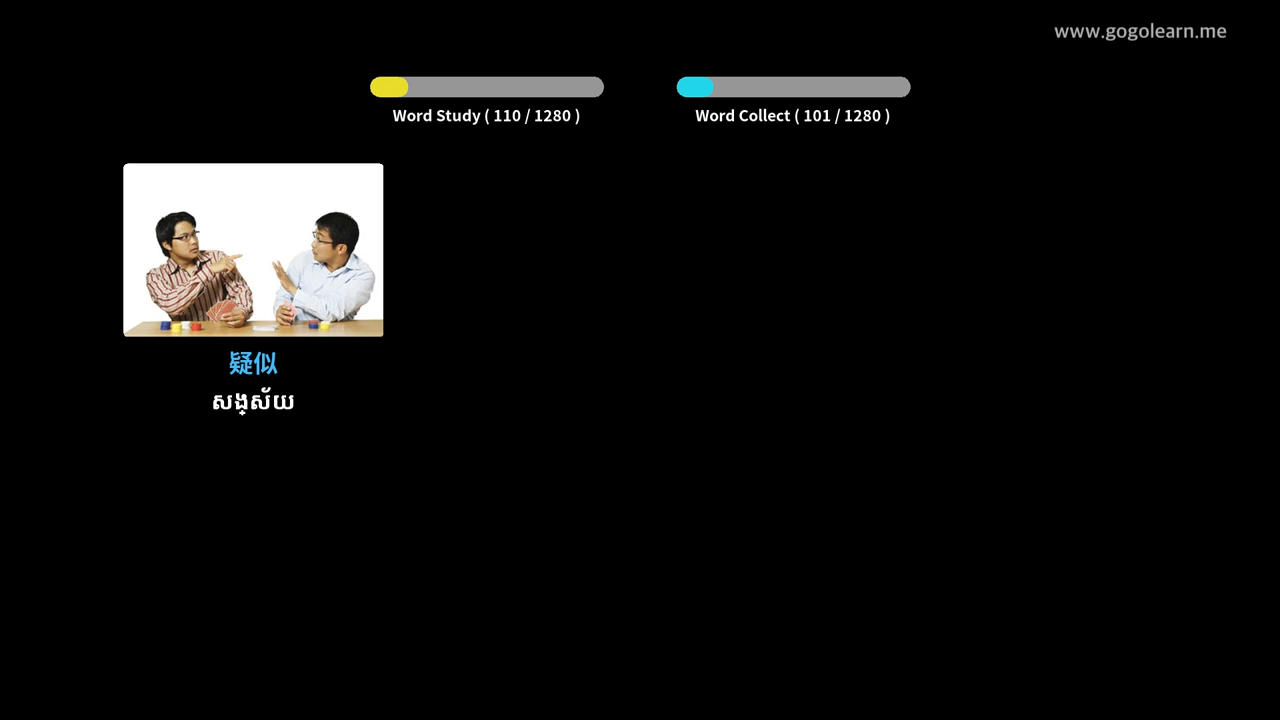 www.gogolearn.me
Word Study ( 110 / 1280 )
Word Collect ( 101 / 1280 )
疑似
សង្ស័យ